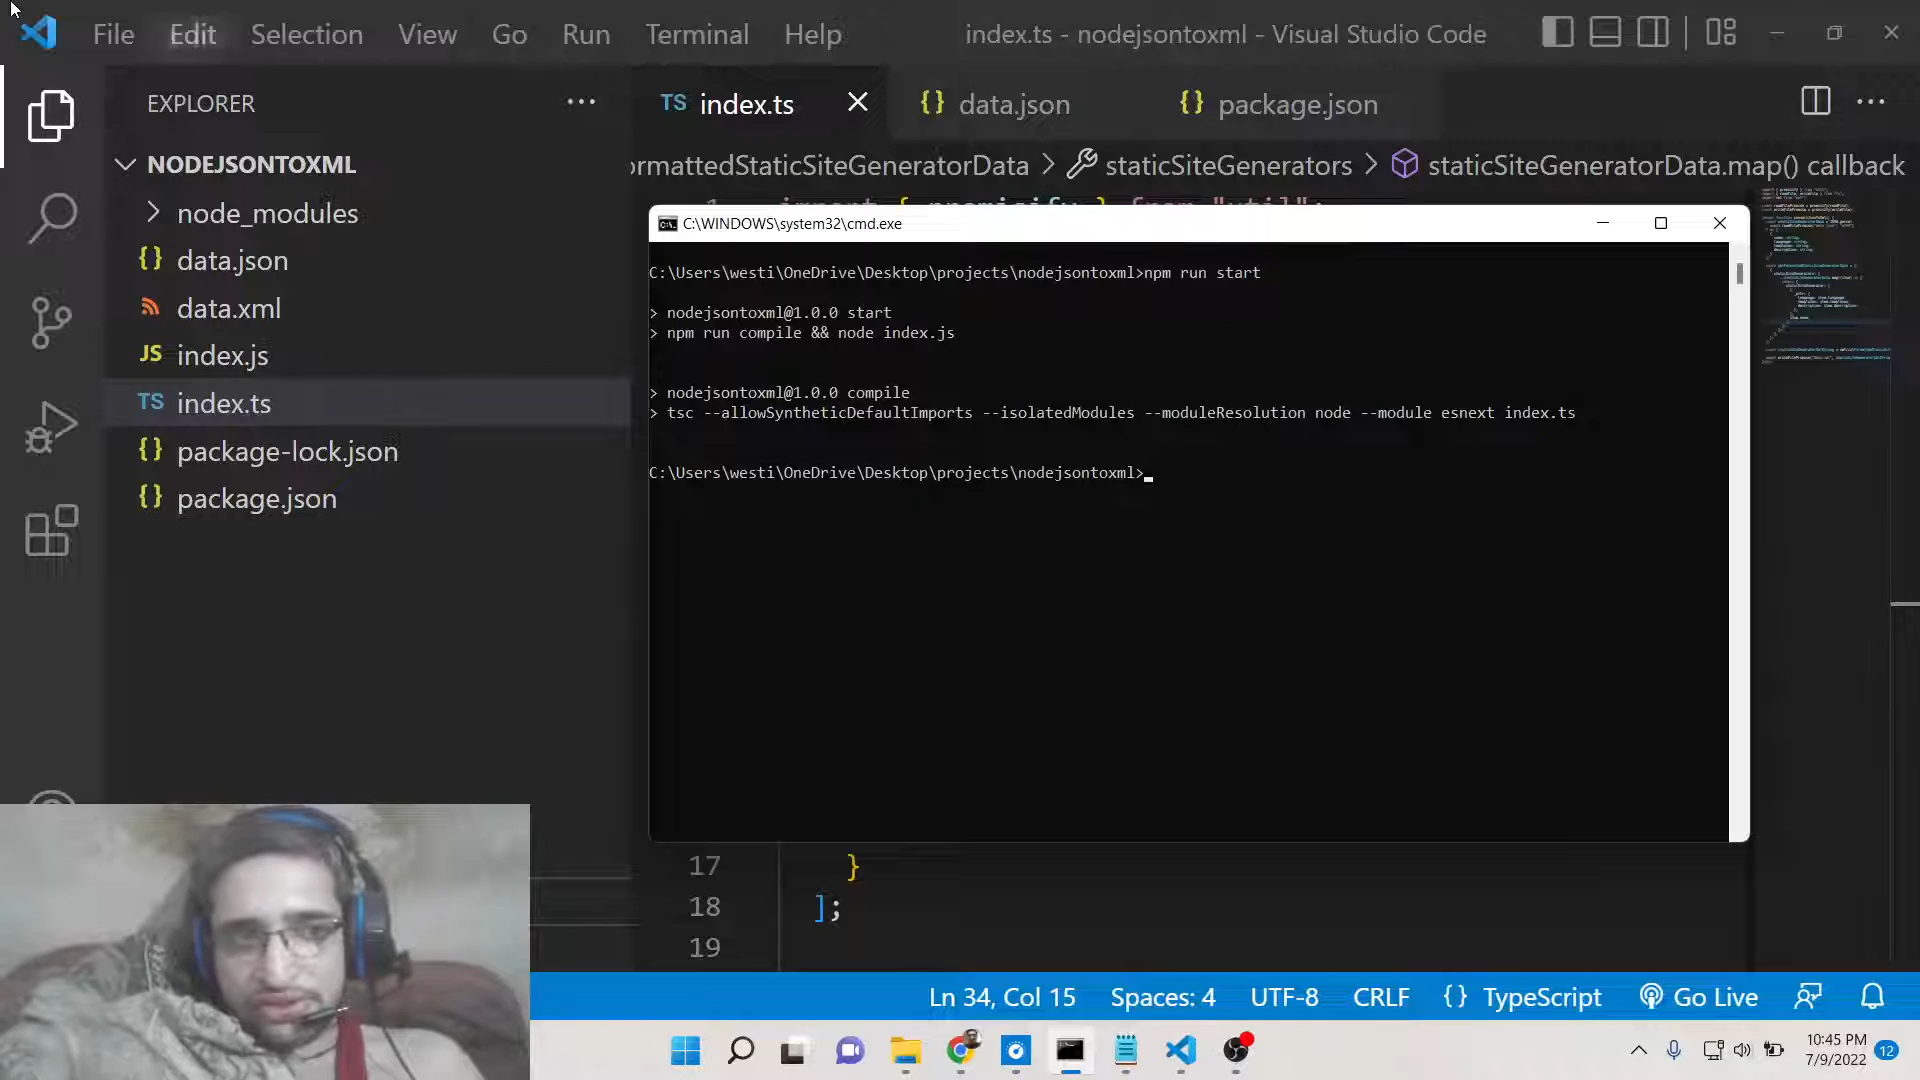 File Edit Selection View Go Run Terminal Help
index.ts - nodejsontoxml - Visual Studio Code
EXPLORER
TS index.ts
{} data.json
{} package.json
NODEJSONTOXML
ormattedStaticSiteGeneratorData > staticSiteGenerators > staticSiteGeneratorData.map() callback
node_modules
{} data.json
data.xml
JS index.js
TS index.ts
{} package-lock.json
{} package.json
C:\WINDOWS\system32\cmd.exe
C:\Users\westi\OneDrive\Desktop\projects\nodejsontoxml>npm run start
> nodejsontoxml@1.0.0 start
> npm run compile && node index.js
> nodejsontoxml@1.0.0 compile
> tsc --allowSyntheticDefaultImports --isolatedModules --moduleResolution node --module esnext index.ts
C:\Users\westi\OneDrive\Desktop\projects\nodejsontoxml>
17 }
18 ];
19
Ln 34, Col 15 Spaces: 4 UTF-8 CRLF {} TypeScript Go Live
10:45 PM
7/9/2022
12